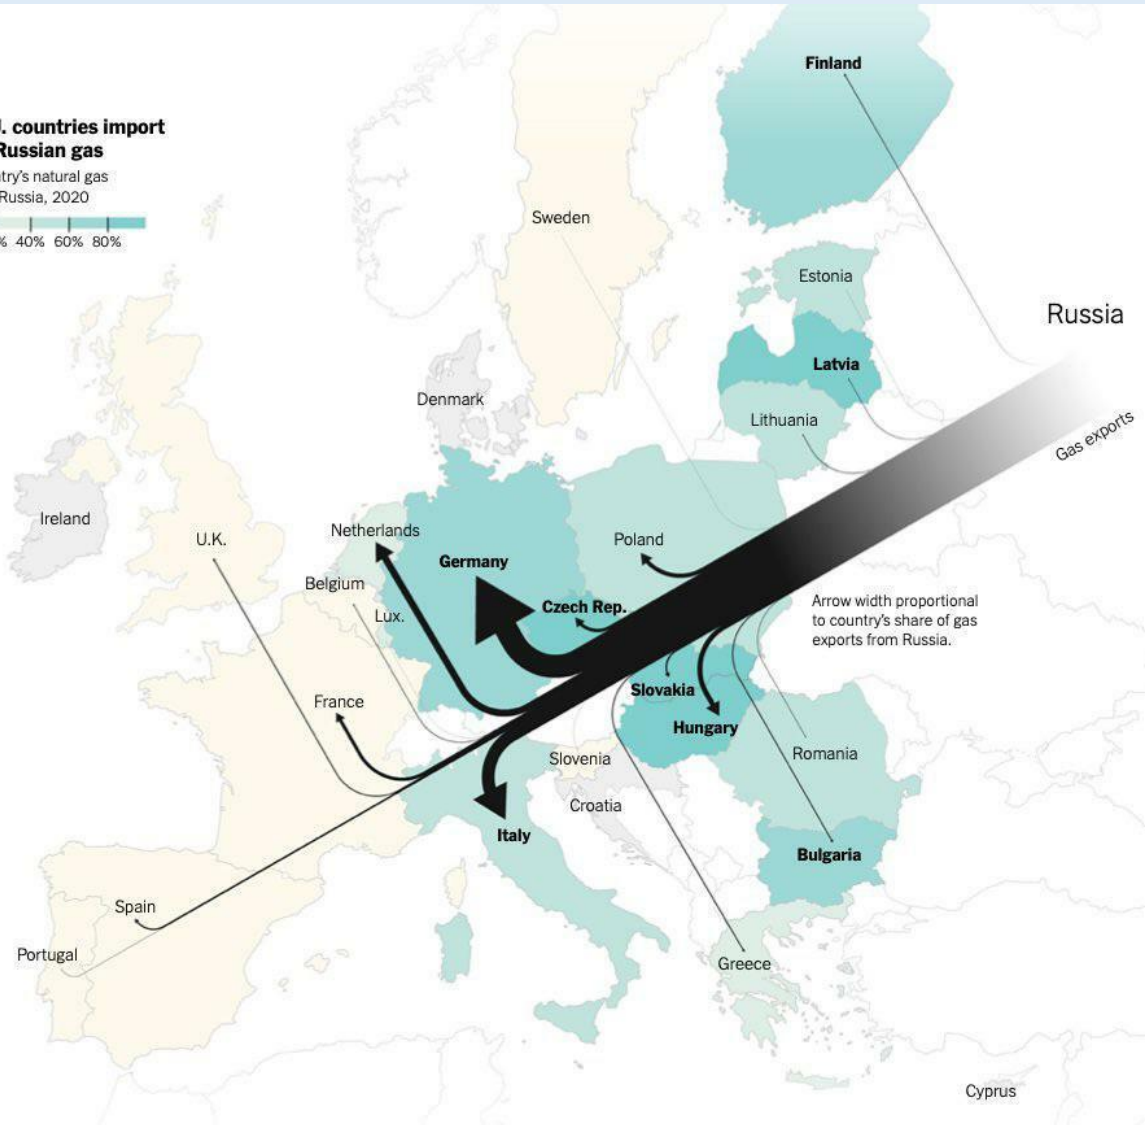 J. countries import
Russian gas
try's natural gas
Russia, 2020
% 40% 60% 80%
Finland
Sweden
Estonia
Russia
Latvia
Denmark
Lithuania
Gas exports
Ireland
U.K.
Netherlands
Poland
Germany
Belgium
Czech Rep.
Lux.
Arrow width proportional
to country's share of gas
exports from Russia.
Slovakia
France
Hungary
Romania
Slovenia
Croatia
Italy
Bulgaria
Spain
Portugal
Greece
Cyprus